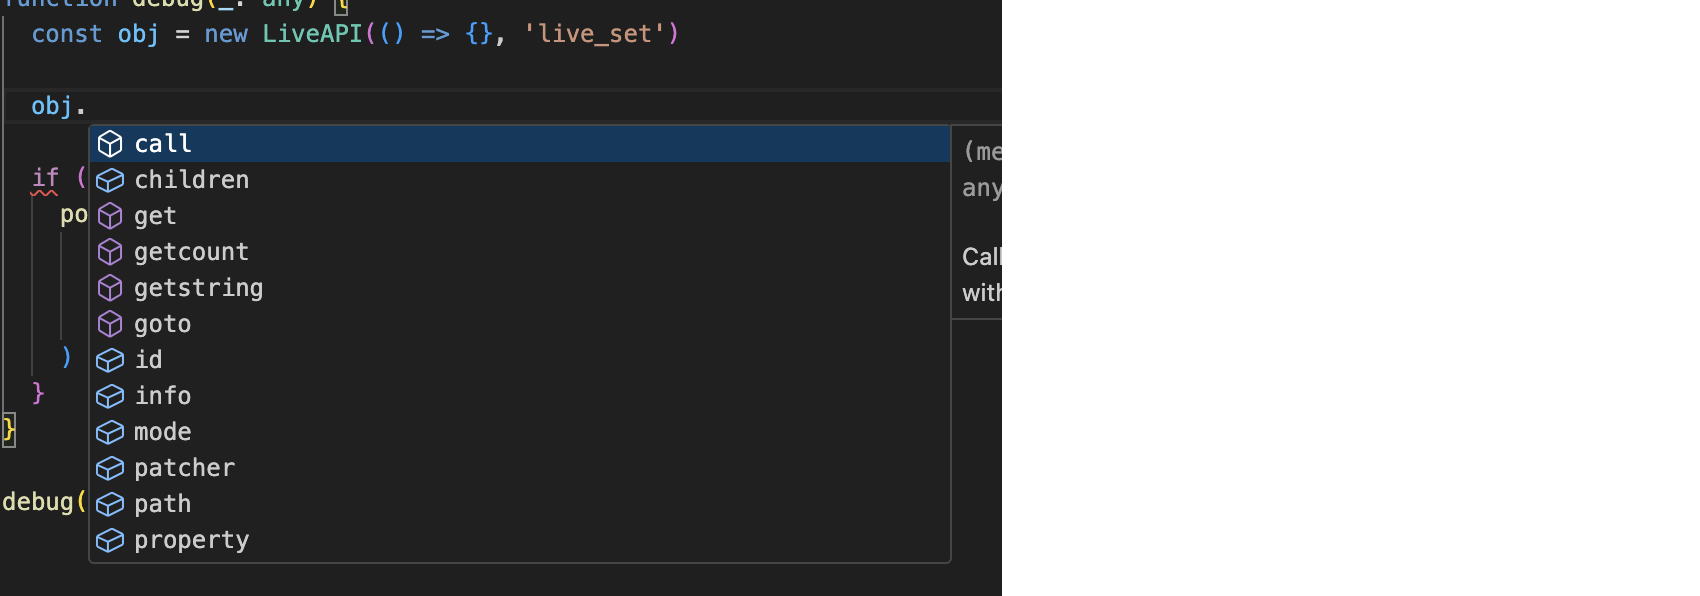 function debug(_: any) {
const obj = new LiveAPI(() => {}, 'live_set')
obj.
call
(me
children
any
if (
get
po
getcount
Call
getstring
with
goto
id
)
info
}
mode
}
patcher
path
debug(
property